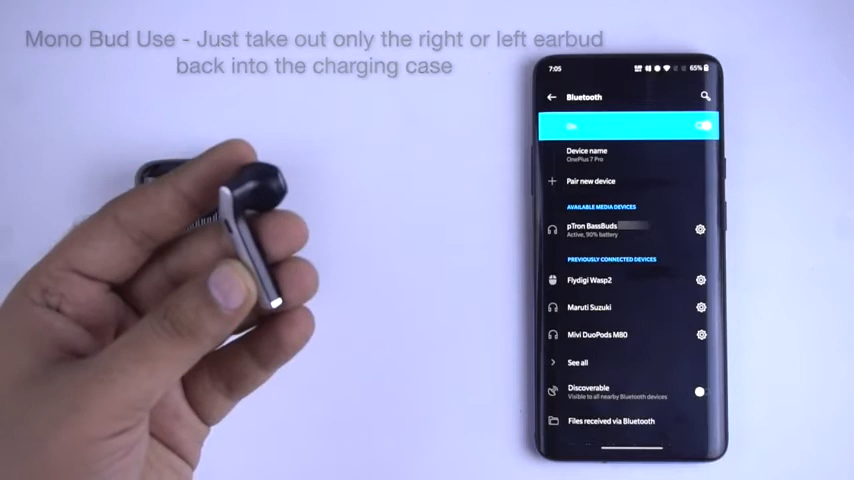 Mono Bud Use - Just take out only the right or left earbud
back into the charging case
7:05
65%
Bluetooth
On
Device name
OnePlus 7 Pro
Pair new device
AVAILABLE MEDIA DEVICES
pTron BassBuds
Active, 90% battery
PREVIOUSLY CONNECTED DEVICES
Flydigi Wasp2
Maruti Suzuki
Mivi DuoPods M80
See all
Discoverable
Visible to all nearby Bluetooth devices
Files received via Bluetooth